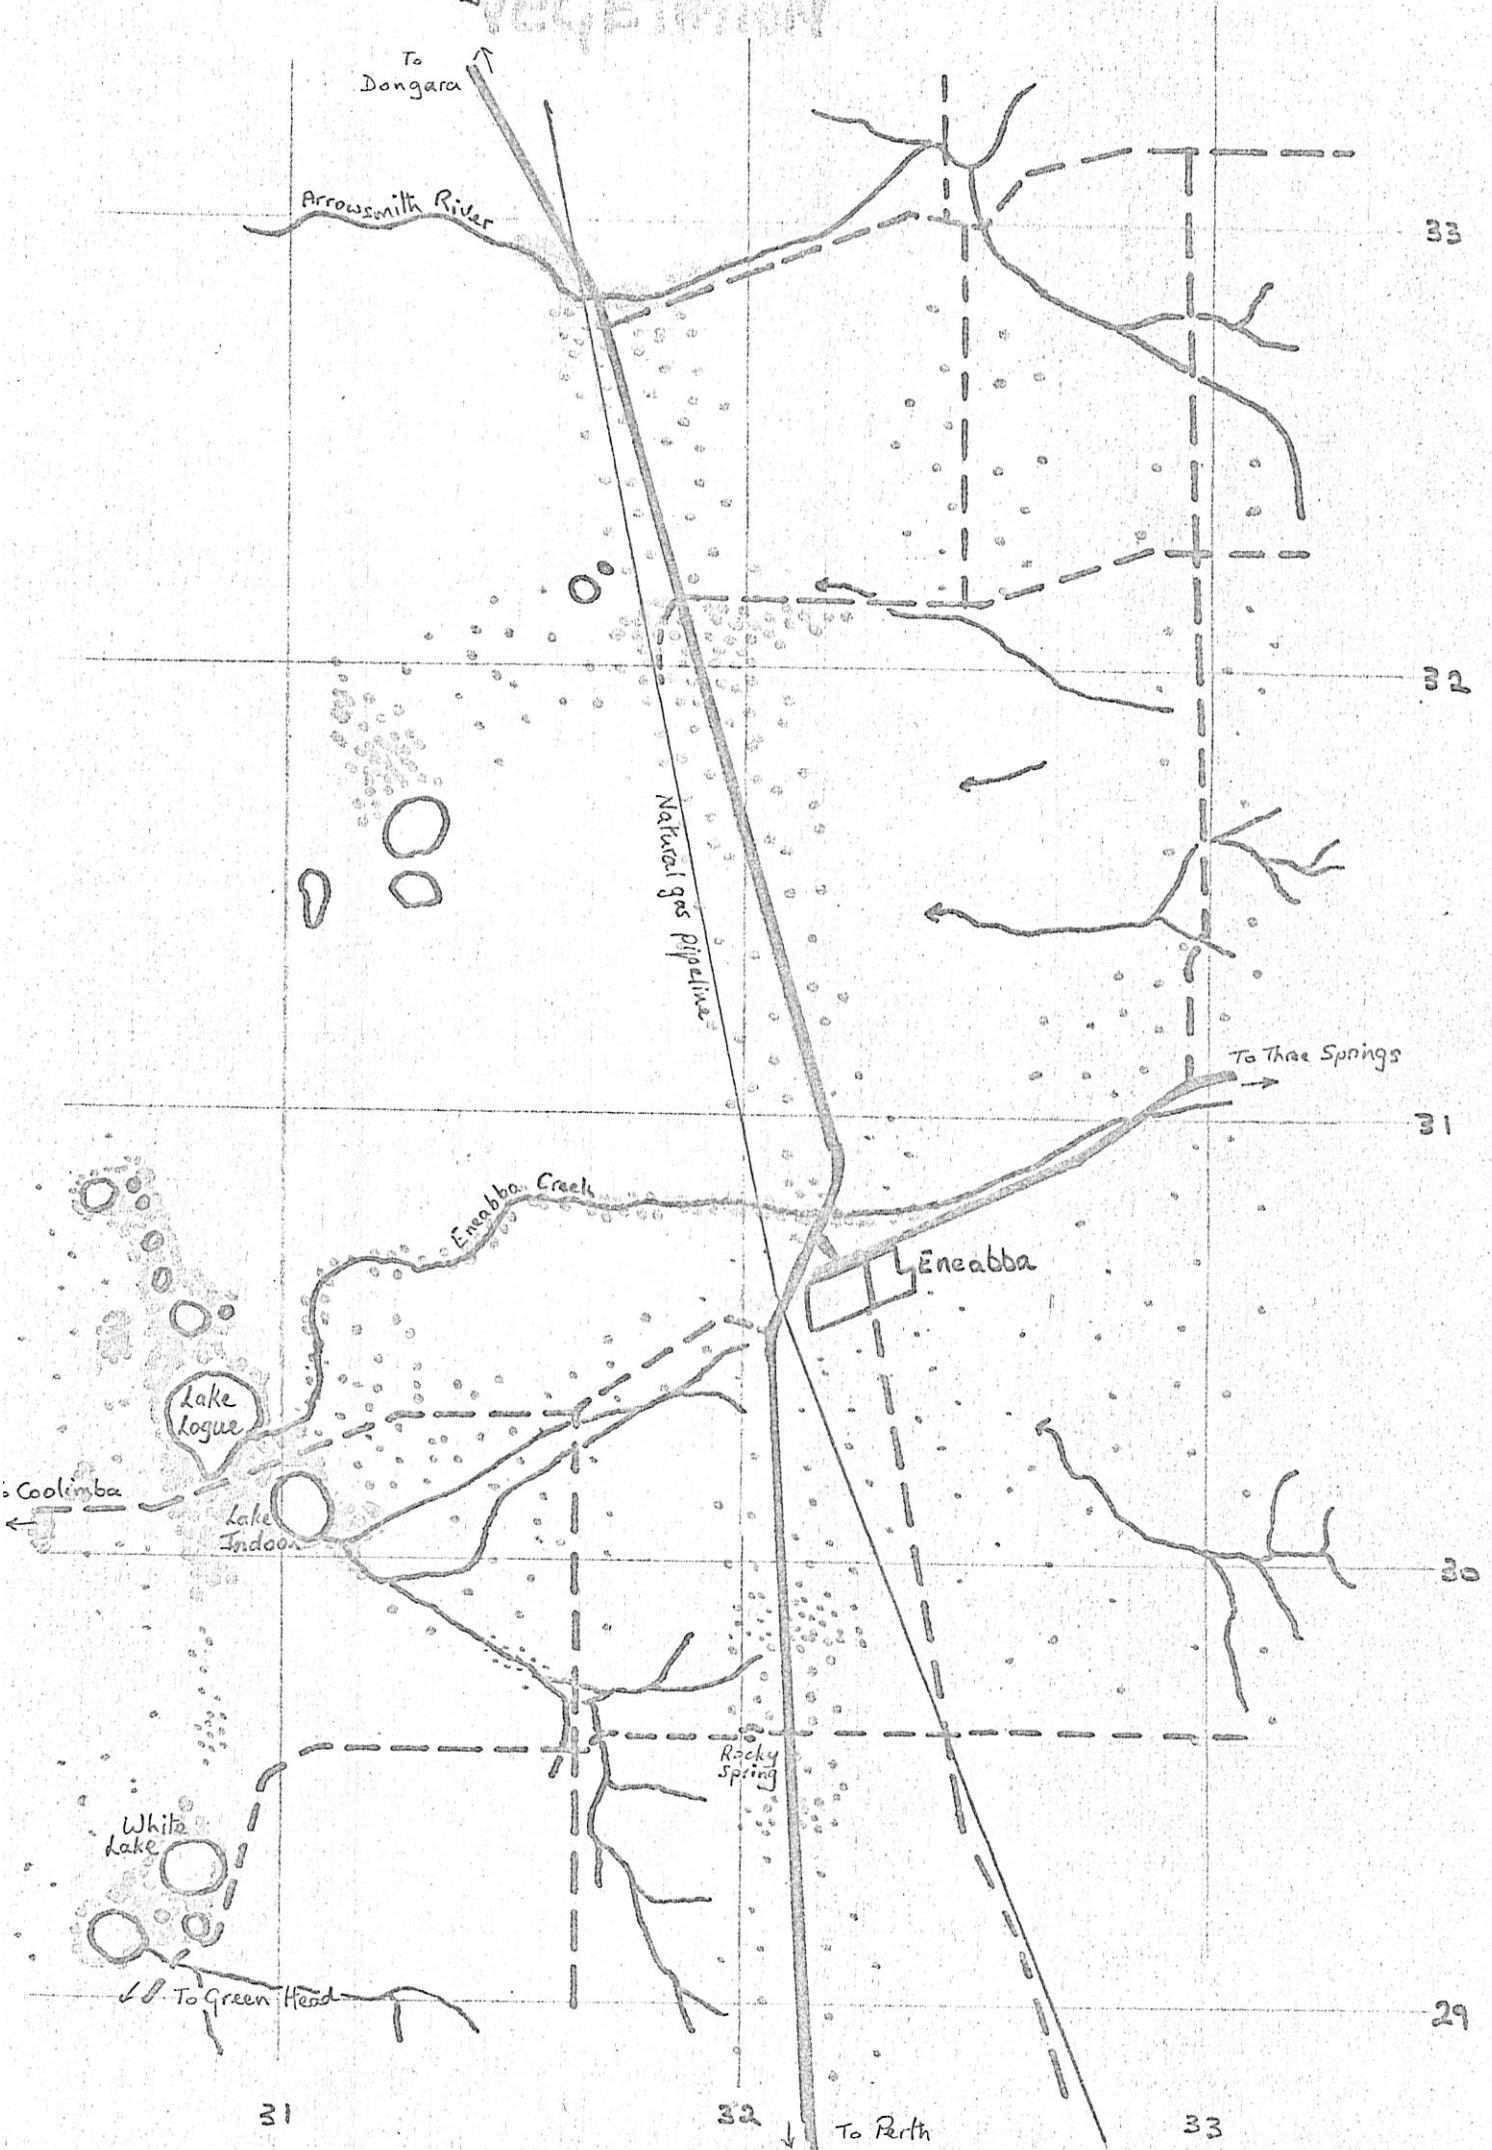 VEGETATION
To
Dongara
Arrowsmith River
33
32
Natural gas pipeline
To Three Springs
31
Eneabba Creek
Eneabba
Lake
Logue
Coolimba
Lake
Indoon
30
Rocky
Spring
White
Lake
To Green Head
29
31
32
33
To Perth